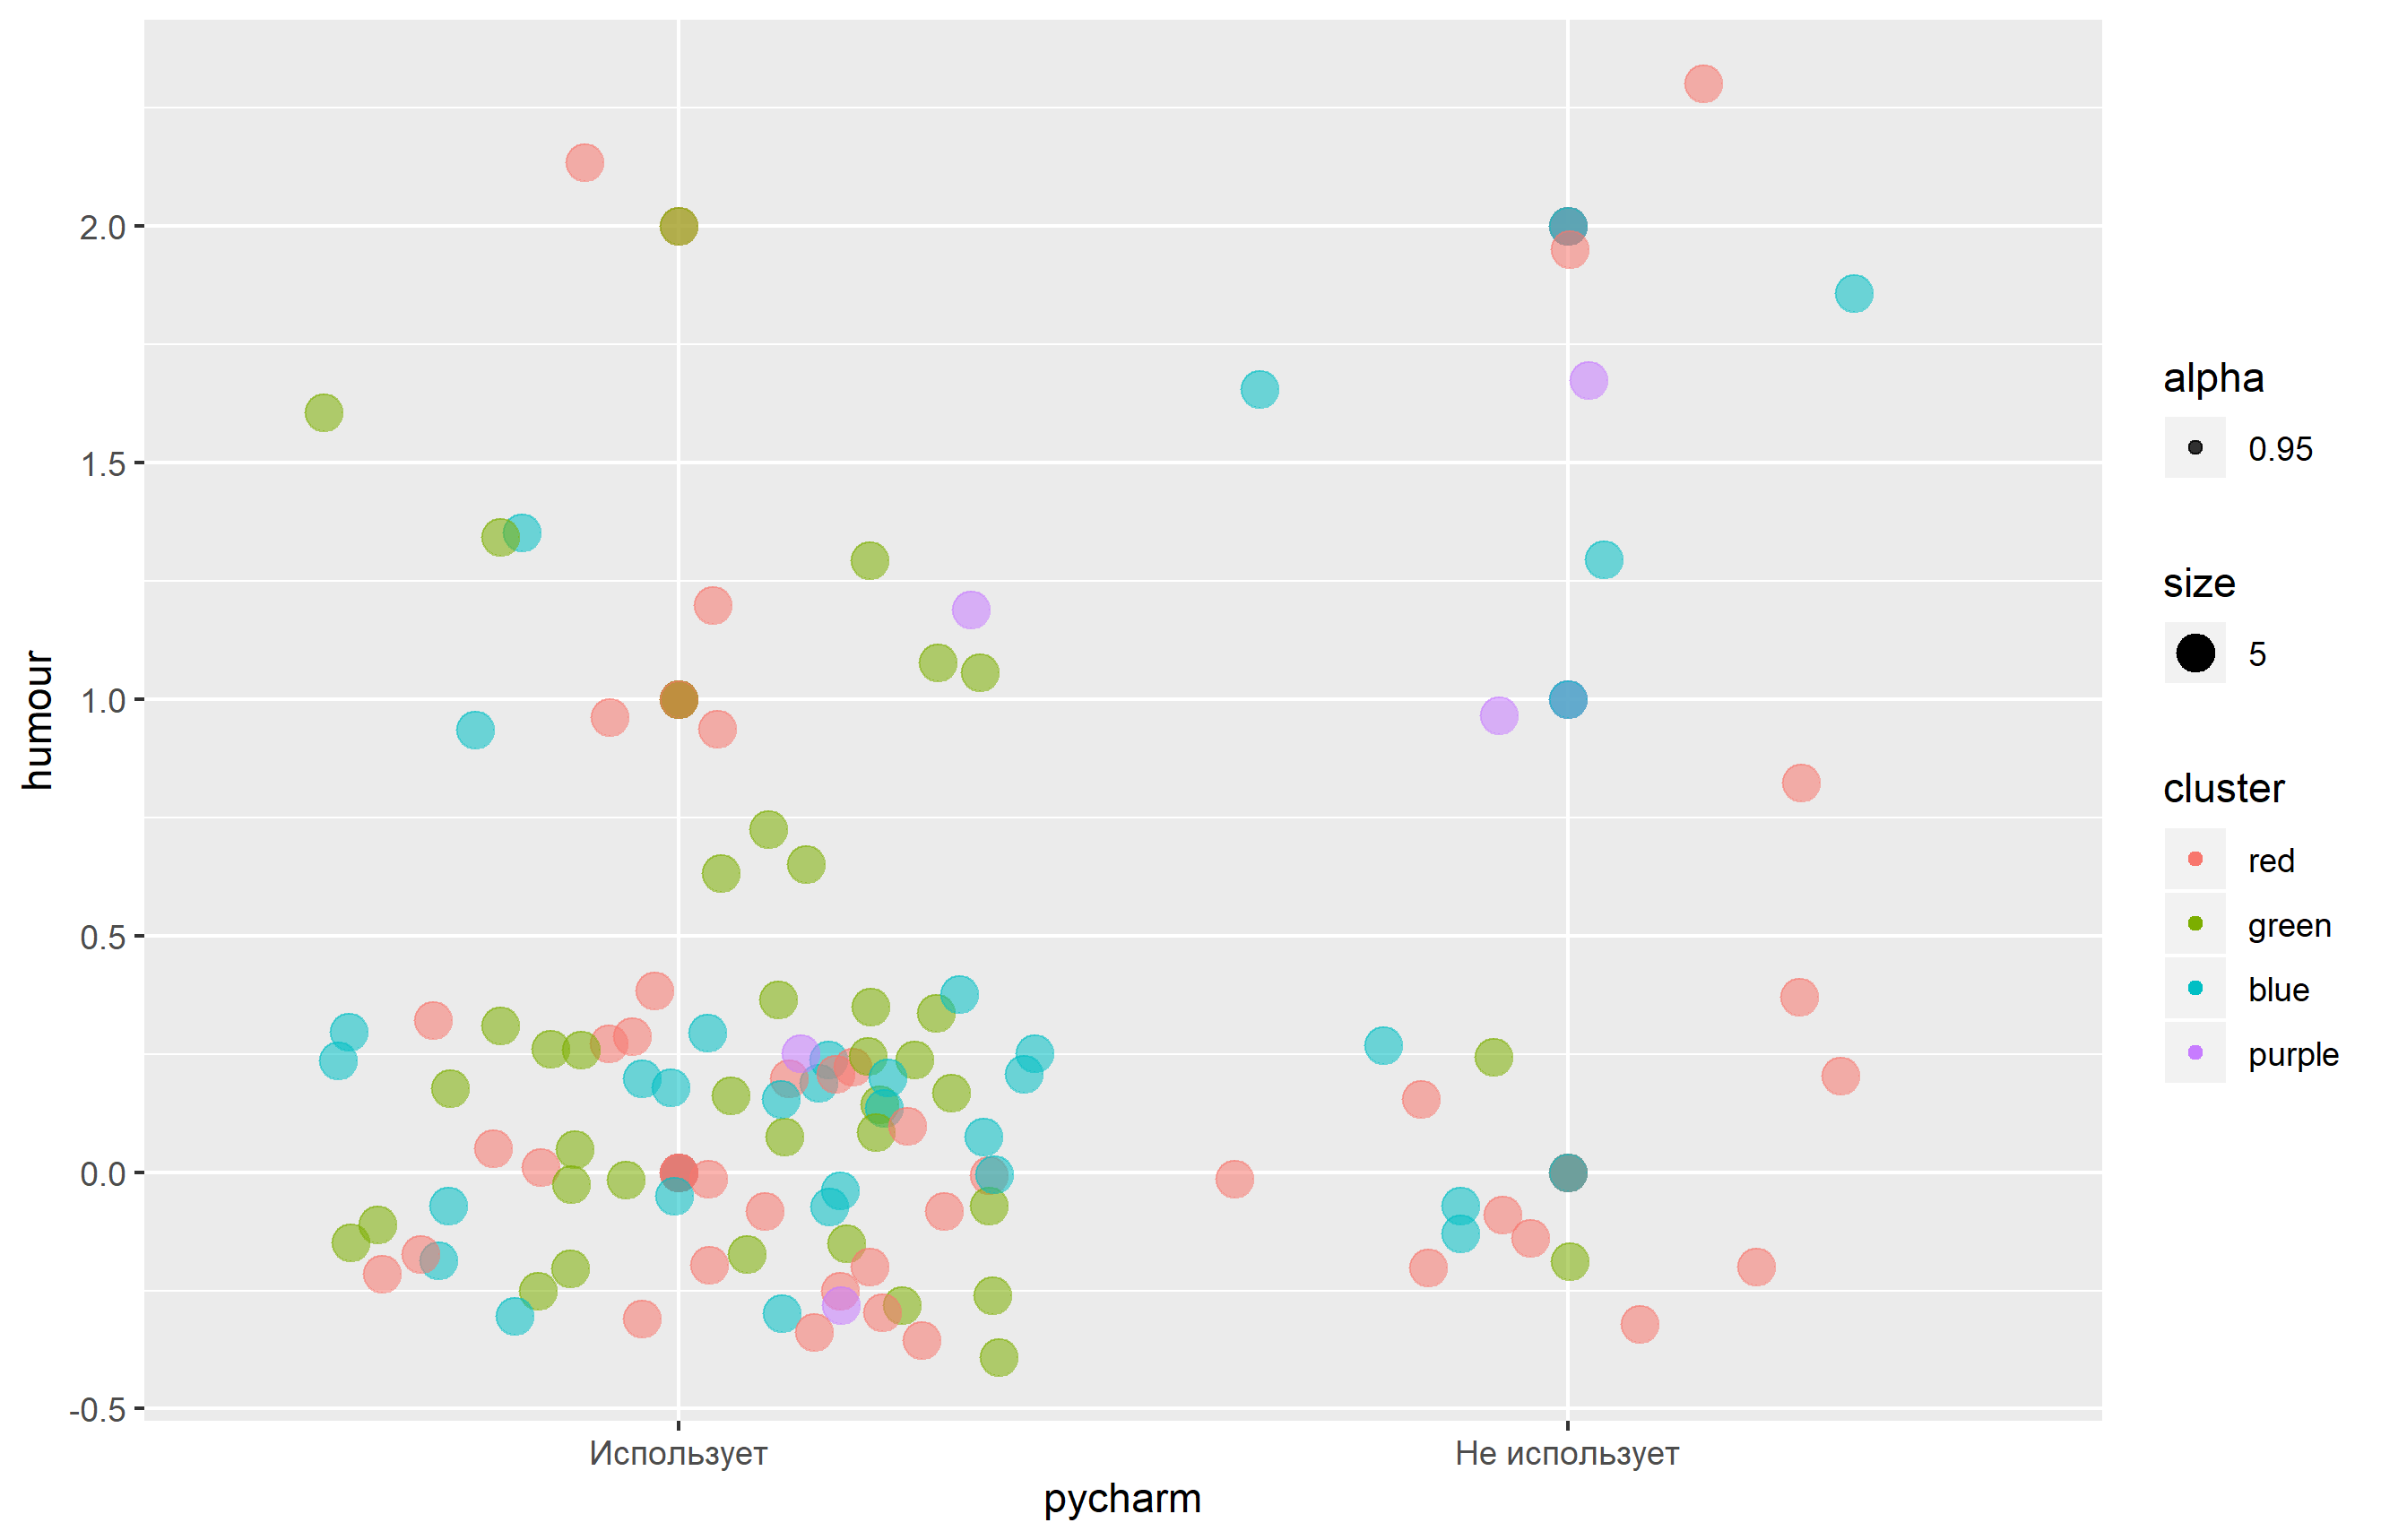 humour
2.0
1.5
1.0
0.5
0.0
-0.5
Использует
Не использует
pycharm
alpha
0.95
size
5
cluster
red
green
blue
purple